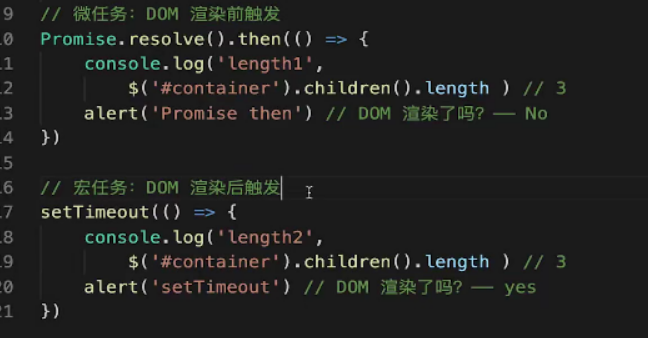 9 // 微任务：DOM 渲染前触发
10 Promise.resolve().then(() => {
11 console.log('length1',
12 $('#container').children().length ) // 3
13 alert('Promise then') // DOM 渲染了吗？—— No
14 })
15
16 // 宏任务：DOM 渲染后触发
17 setTimeout(() => {
18 console.log('length2',
19 $('#container').children().length ) // 3
20 alert('setTimeout') // DOM 渲染了吗？—— yes
21 })